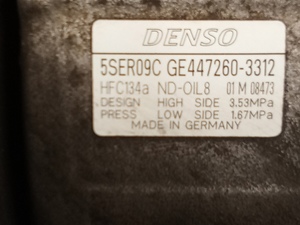 DENSO
5SER09C GE447260-3312
HFC134a ND-OIL8 01 M 08473
DESIGN HIGH SIDE 3.53MPa
PRESS LOW SIDE 1.67MPa
MADE IN GERMANY